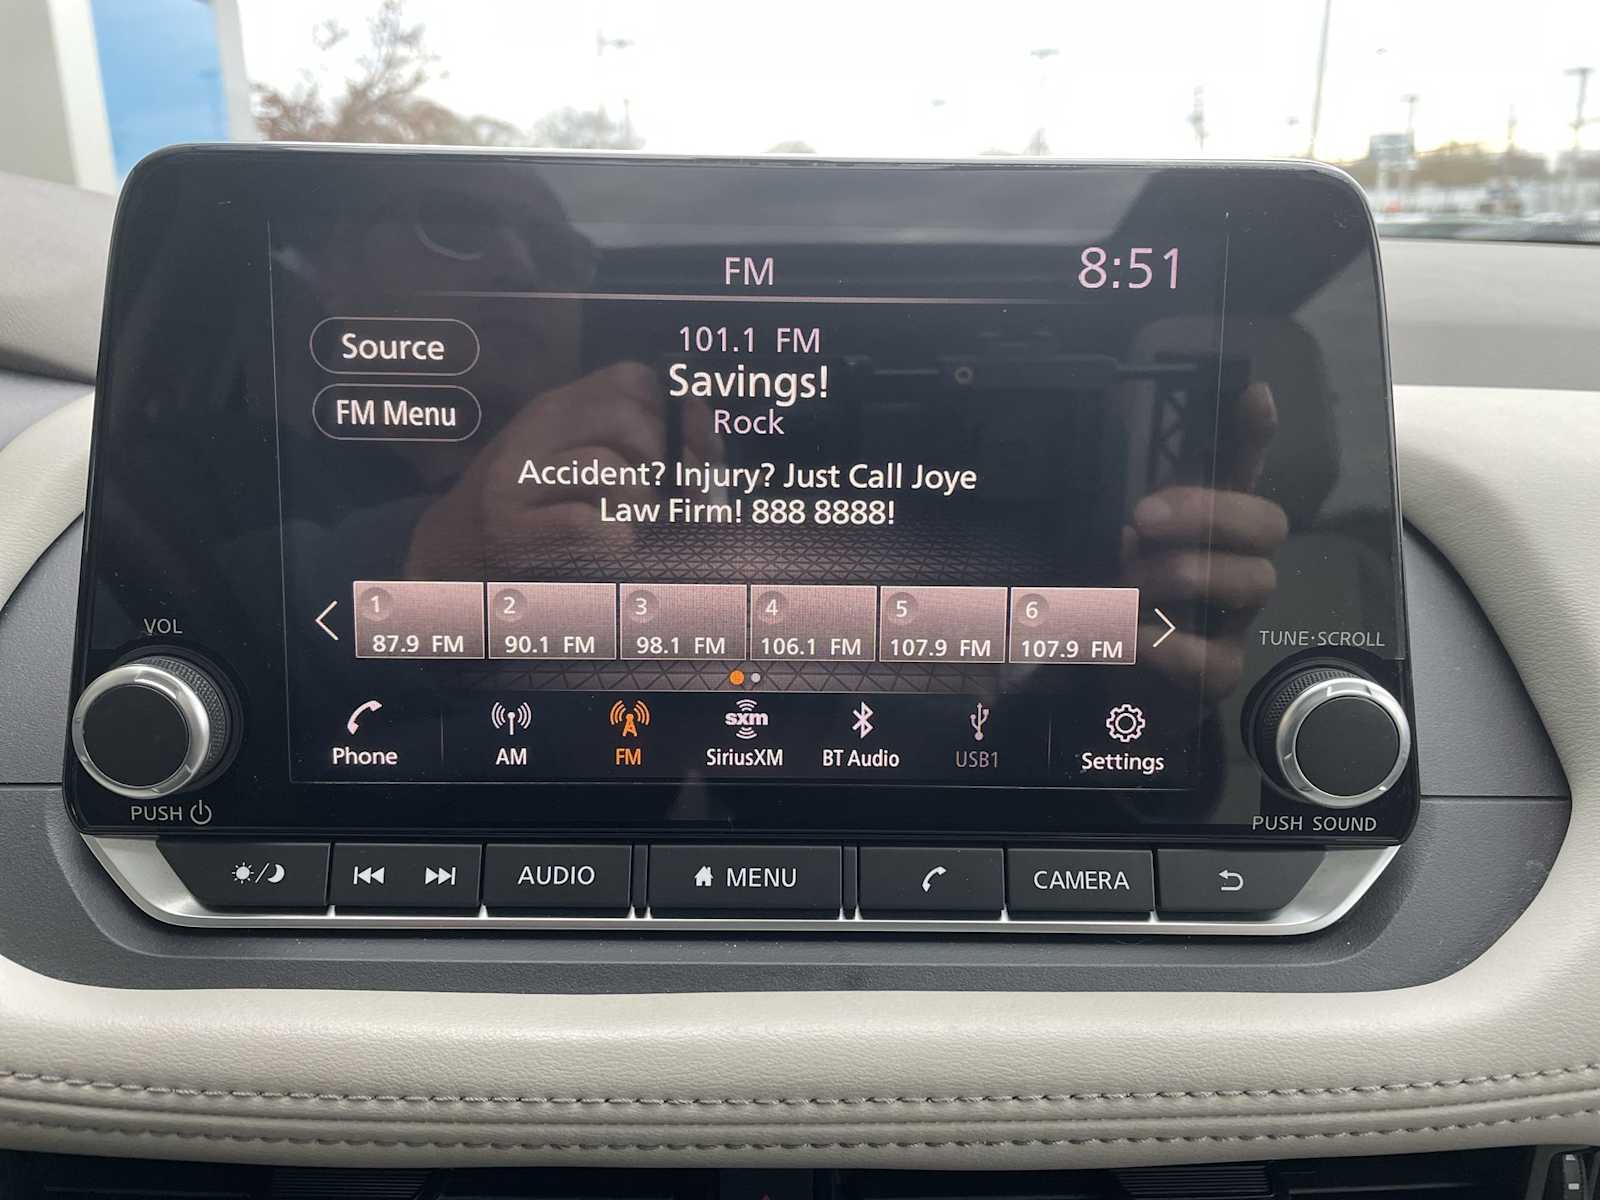 FM
8:51
Source
101.1 FM
Savings!
FM Menu
Rock
Accident? Injury? Just Call Joye
Law Firm! 888 8888!
1
2
3
4
5
6
87.9 FM
90.1 FM
98.1 FM
106.1 FM
107.9 FM
107.9 FM
VOL
TUNE·SCROLL
sxm
Phone
AM
FM
SiriusXM
BT Audio
USB1
Settings
PUSH
PUSH SOUND
AUDIO
MENU
CAMERA